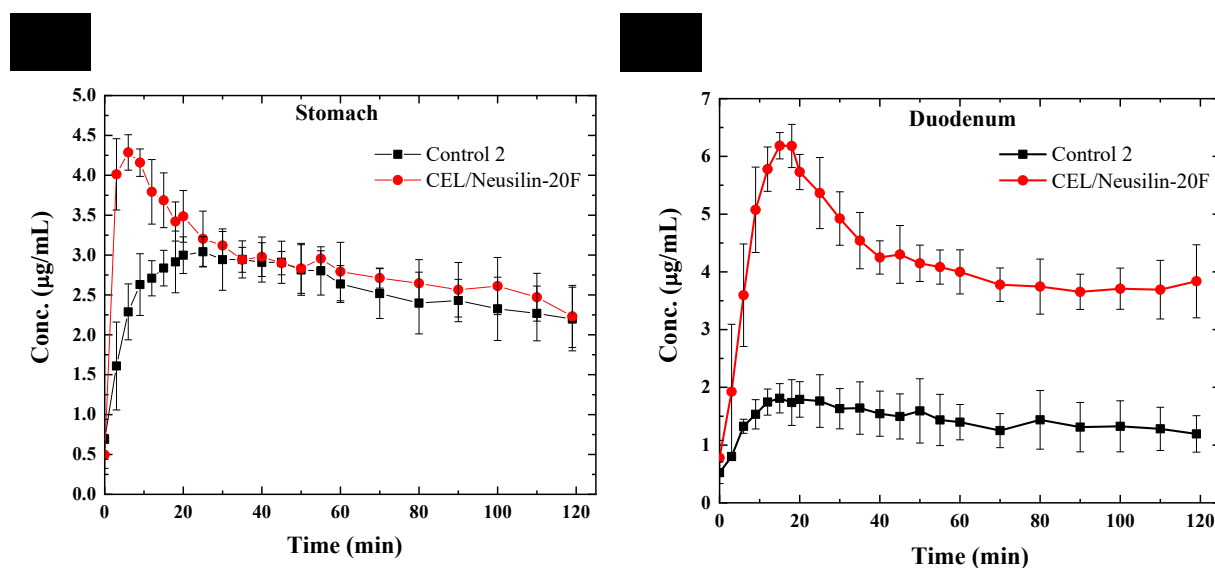 Stomach
Control 2
CEL/Neusilin-20F
Conc. (µg/mL)
5.0
4.5
4.0
3.5
3.0
2.5
2.0
1.5
1.0
0.5
0.0
0 20 40 60 80 100 120
Time (min)
Duodenum
Control 2
CEL/Neusilin-20F
Conc. (µg/mL)
7
6
5
4
3
2
1
0
0 20 40 60 80 100 120
Time (min)